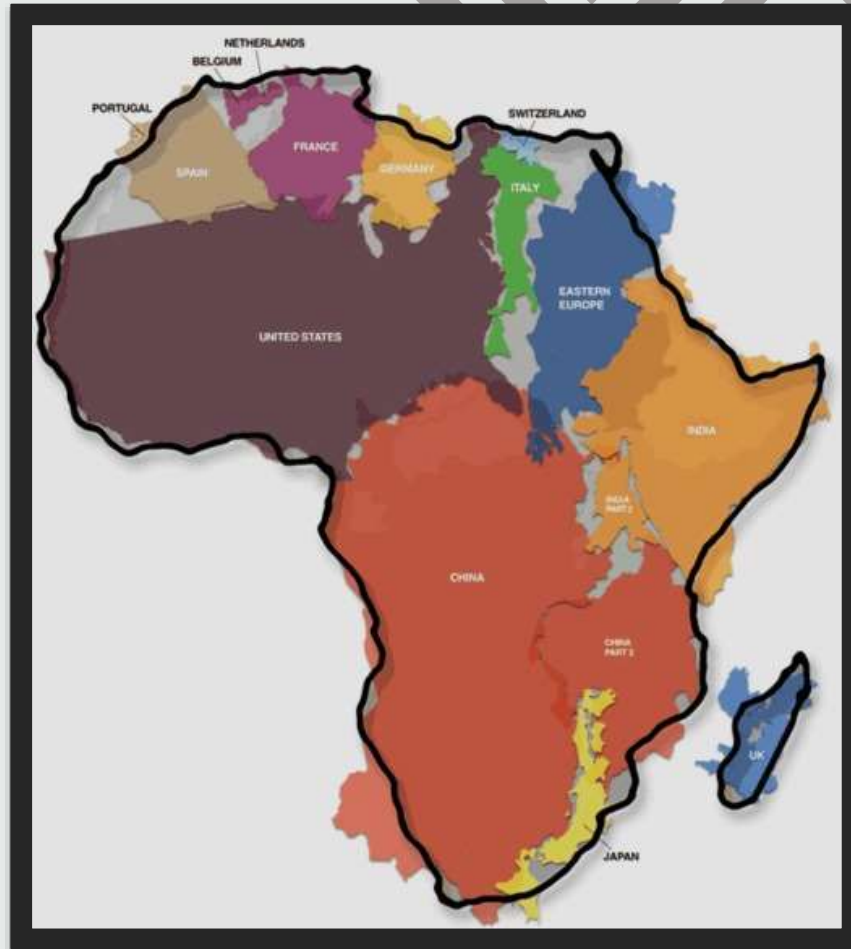 NETHERLANDS
BELGIUM
PORTUGAL
SWITZERLAND
SPAIN
FRANCE
GERMANY
ITALY
EASTERN
EUROPE
UNITED STATES
INDIA
INDIA
PART 2
CHINA
CHINA
PART 2
UK
JAPAN